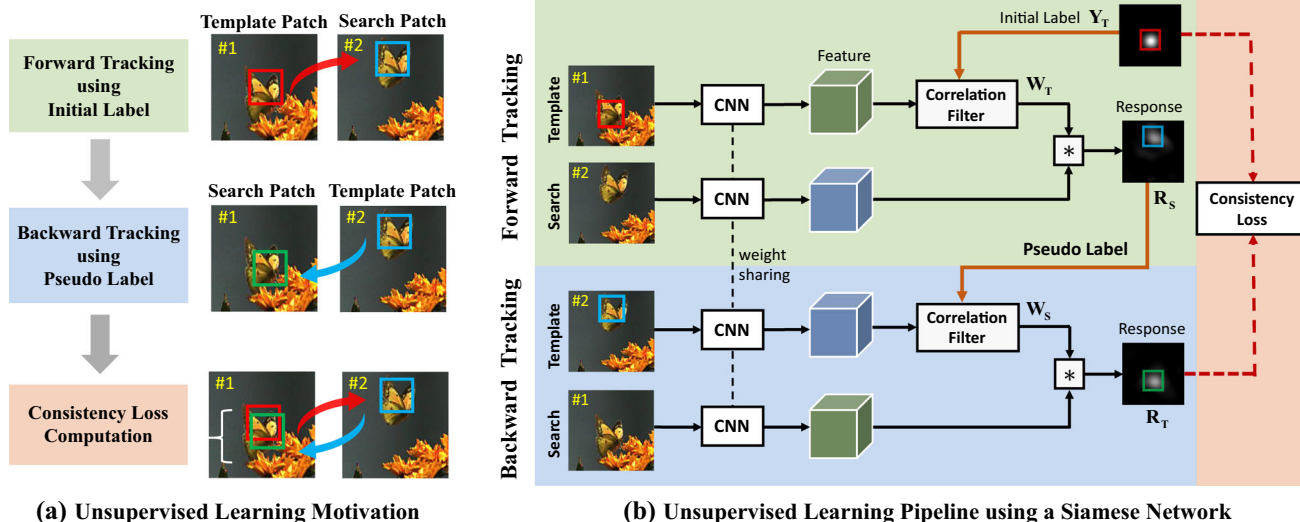 Template Patch
Search Patch
#1
#2
Forward Tracking
using
Initial Label
Search Patch
Template Patch
#1
#2
Backward Tracking
using
Pseudo Label
#1
#2
Consistency Loss
Computation
(a) Unsupervised Learning Motivation
Forward Tracking
Template
#1
CNN
Feature
Correlation
Filter
W_T
Initial Label Y_T
Search
#2
CNN
*
Response
R_S
weight
sharing
Pseudo Label
Consistency
Loss
Backward Tracking
Template
#2
CNN
Correlation
Filter
W_S
Search
#1
CNN
*
Response
R_T
(b) Unsupervised Learning Pipeline using a Siamese Network